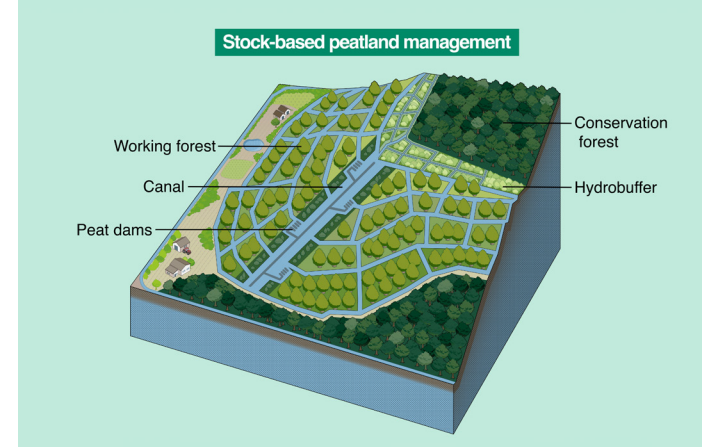 Stock-based peatland management
Working forest
Canal
Peat dams
Conservation
forest
Hydrobuffer